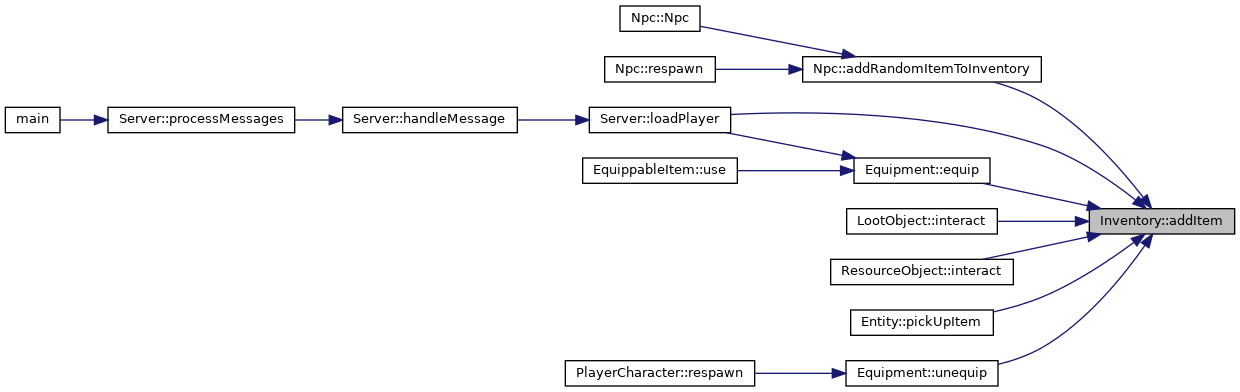 Npc::Npc
Npc::respawn
Npc::addRandomItemToInventory
main
Server::processMessages
Server::handleMessage
Server::loadPlayer
EquippableItem::use
Equipment::equip
LootObject::interact
Inventory::addItem
ResourceObject::interact
Entity::pickUpItem
PlayerCharacter::respawn
Equipment::unequip